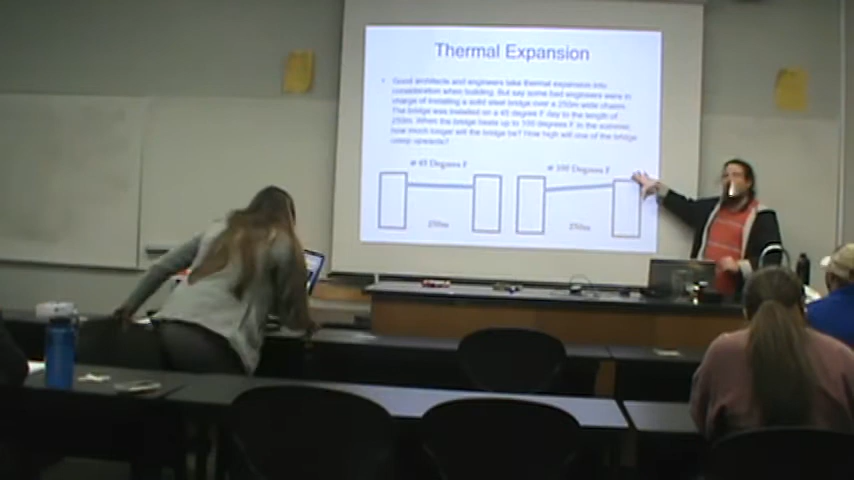 Thermal Expansion
• Good architects and engineers take thermal expansion into
consideration when building. But say some bad engineers were in
charge of installing a solid steel bridge over a 250m wide chasm.
The bridge was installed on a 45 degree F day to the length of
250m. When the bridge heats up to 100 degrees F in the summer,
how much longer will the bridge be? How high will one of the bridge
upwards?
@ 45 Degrees F
@ 100 Degrees F
250m
250m